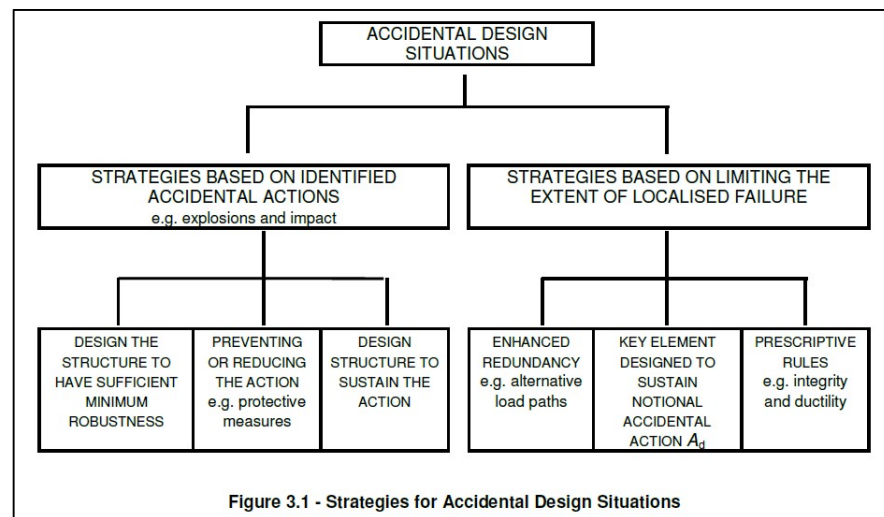 ACCIDENTAL DESIGN
SITUATIONS
STRATEGIES BASED ON IDENTIFIED
ACCIDENTAL ACTIONS
e.g. explosions and impact
STRATEGIES BASED ON LIMITING THE
EXTENT OF LOCALISED FAILURE
DESIGN THE
STRUCTURE TO
HAVE SUFFICIENT
MINIMUM
ROBUSTNESS
PREVENTING
OR REDUCING
THE ACTION
e.g. protective
measures
DESIGN
STRUCTURE TO
SUSTAIN THE
ACTION
ENHANCED
REDUNDANCY
e.g. alternative
load paths
KEY ELEMENT
DESIGNED TO
SUSTAIN
NOTIONAL
ACCIDENTAL
ACTION Ad
PRESCRIPTIVE
RULES
e.g. integrity
and ductility
Figure 3.1 - Strategies for Accidental Design Situations